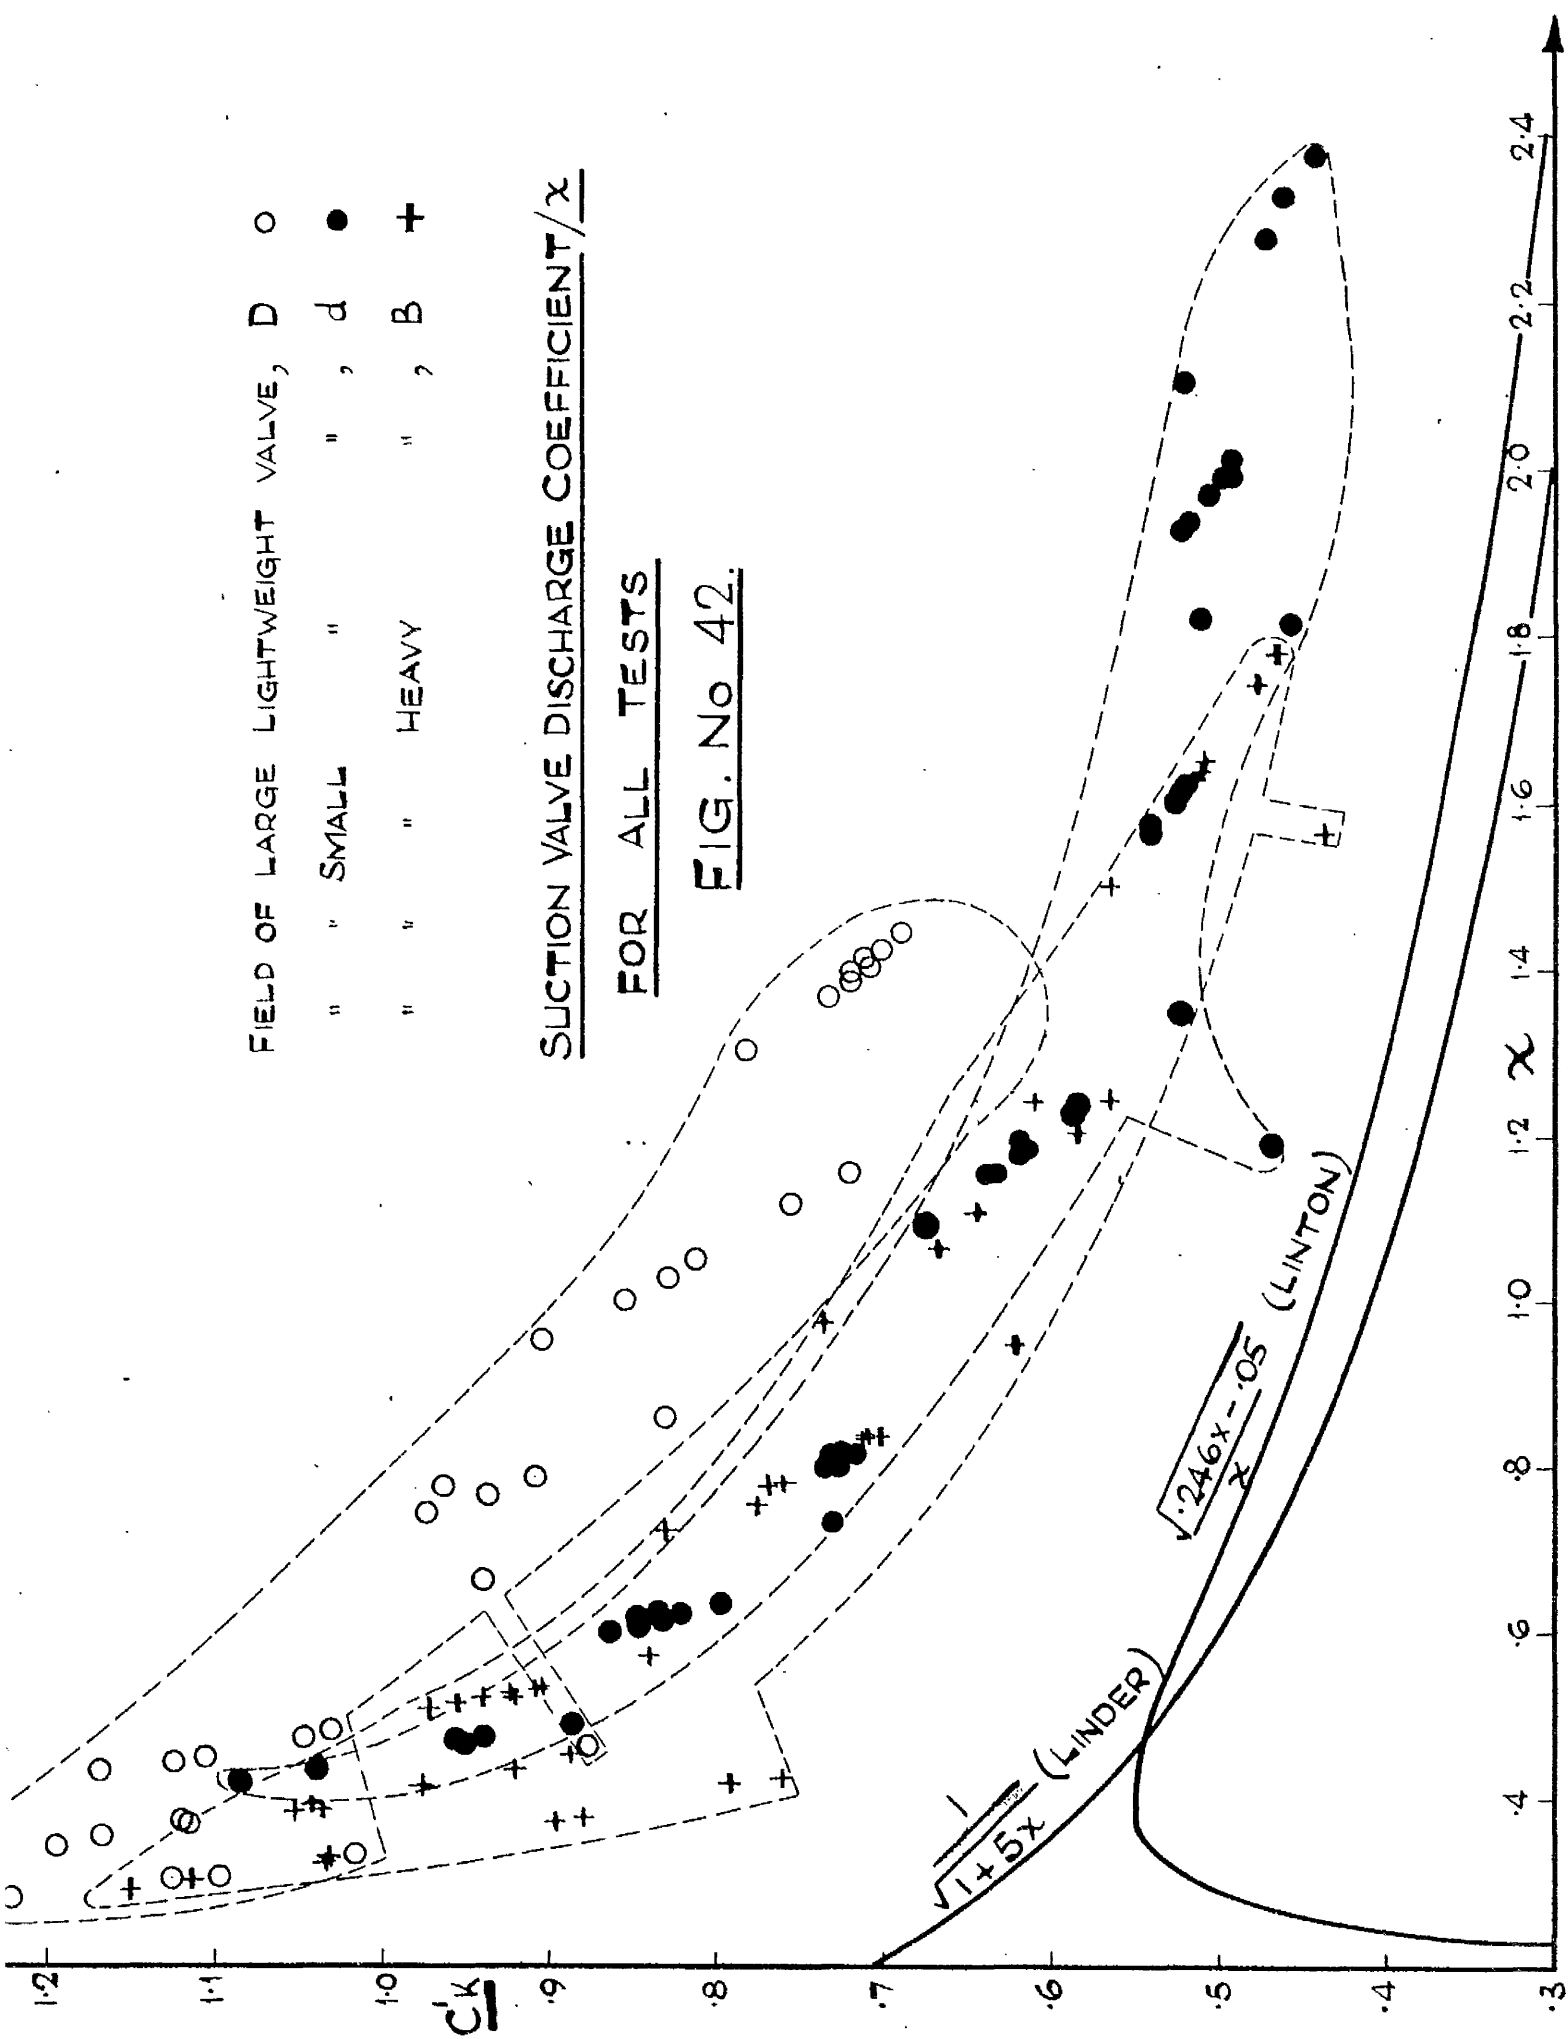 FIELD OF LARGE LIGHTWEIGHT VALVE, D ○
" " SMALL " " , d ●
" " " HEAVY " , B +
SUCTION VALVE DISCHARGE COEFFICIENT/x
FOR ALL TESTS
FIG. No 42.
C'k
1.2
1.1
1.0
.9
.8
.7
.6
.5
.4
.3
1
√1+5x
(LINDER)
√.246x-.05
x
(LINTON)
.4
.6
.8
1.0
1.2
x
1.4
1.6
1.8
2.0
2.2
2.4